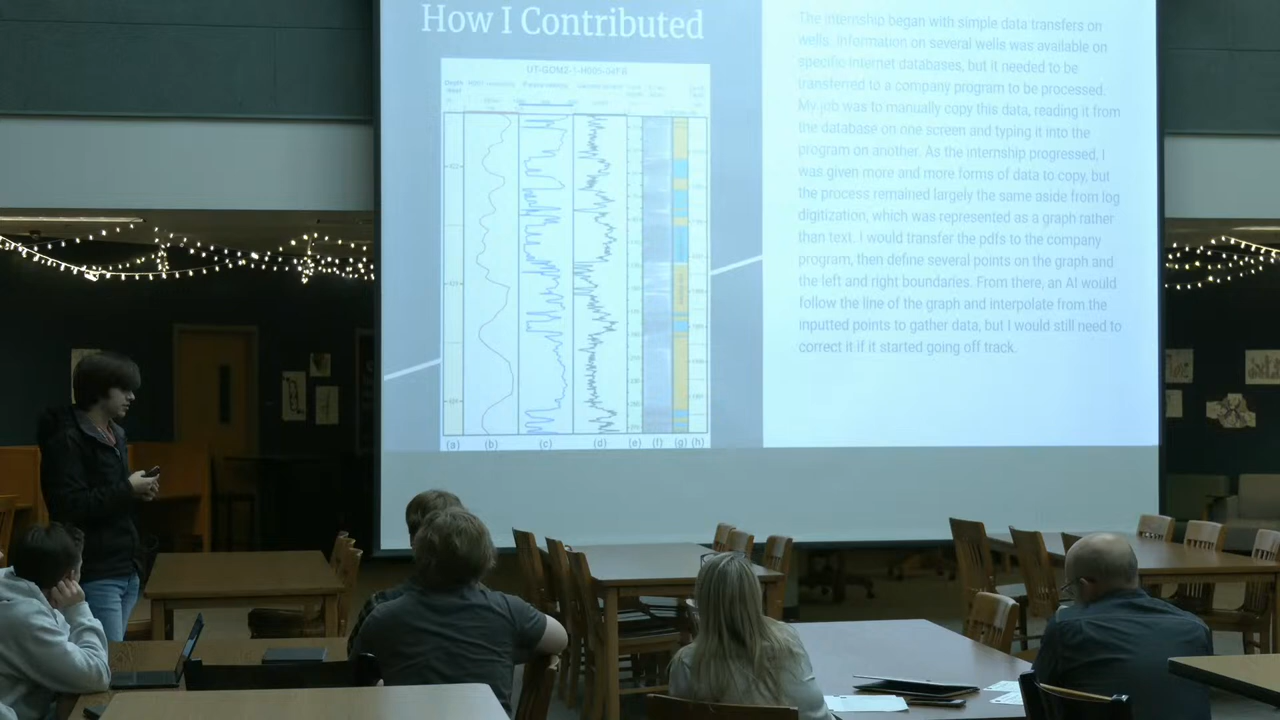 How I Contributed
UT-GOM2-1-H005-04FB
The internship began with simple data transfers on
wells. Information on several wells was available on
specific internet databases, but it needed to be
transferred to a company program to be processed.
My job was to manually copy this data, reading it from
the database on one screen and typing it into the
program on another. As the internship progressed, I
was given more and more forms of data to copy, but
the process remained largely the same aside from log
digitization, which was represented as a graph rather
than text. I would transfer the pdfs to the company
program, then define several points on the graph and
the left and right boundaries. From there, an AI would
follow the line of the graph and interpolate from the
inputted points to gather data, but I would still need to
correct it if it started going off track.
(a) (b) (c) (d) (e) (f) (g) (h)